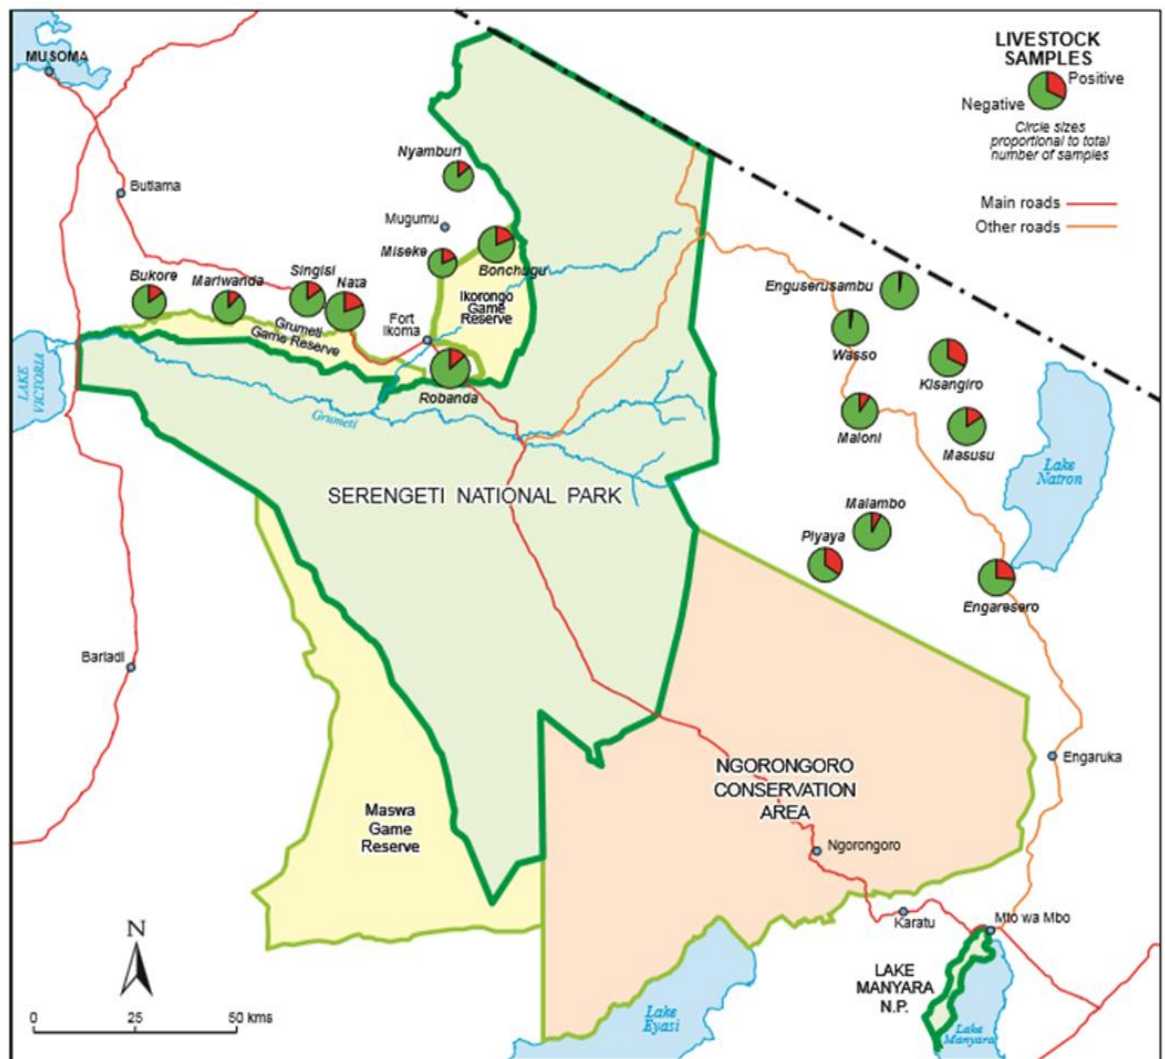 MUSOMA
LIVESTOCK
SAMPLES
Positive
Negative
Circle sizes
proportional to total
number of samples
Main roads
Other roads
Butiama
Nyamburi
Mugumu
Miseke
Bonchugu
Bukore
Mariwanda
Singisi
Nata
Ikorongo
Game
Reserve
Fort
Ikoma
Grumeti
Game Reserve
Robanda
LAKE
VICTORIA
Grumeti
Enguserusambu
Wasso
Kisangiro
Maloni
Masusu
Lake
Natron
SERENGETI NATIONAL PARK
Malambo
Piyaya
Engaresero
Bariadi
NGORONGORO
CONSERVATION
AREA
Engaruka
Maswa
Game
Reserve
Ngorongoro
Karatu
Mto wa Mbo
N
LAKE
MANYARA
N.P.
Lake
Eyasi
Lake
Manyara
0 25 50 kms